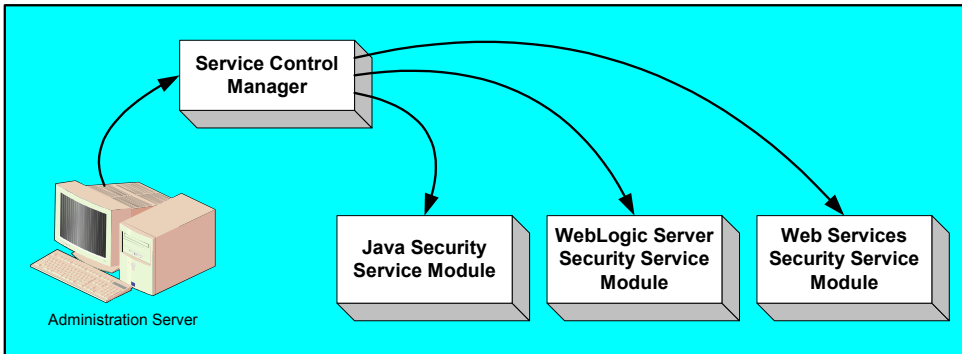 Service Control
Manager
Java Security
Service Module
WebLogic Server
Security Service
Module
Web Services
Security Service
Module
Administration Server